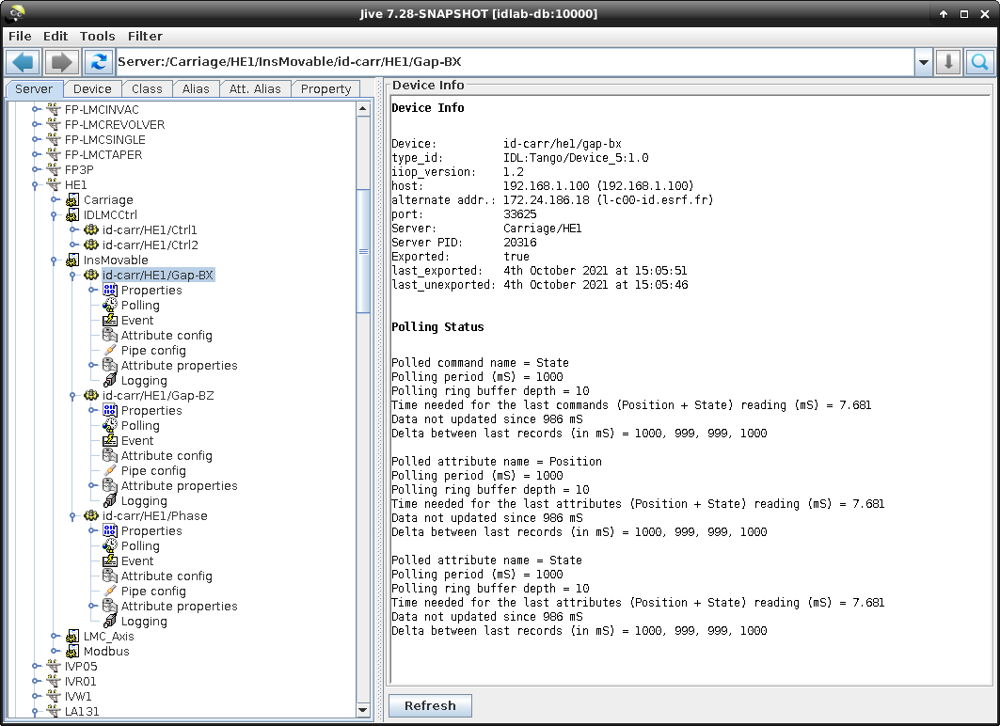 Jive 7.28-SNAPSHOT [idlab-db:10000]
File Edit Tools Filter
Server:/Carriage/HE1/InsMovable/id-carr/HE1/Gap-BX
Server Device Class Alias Att. Alias Property
FP-LMCINVAC
FP-LMCREVOLVER
FP-LMCSINGLE
FP-LMCTAPER
FP3P
HE1
Carriage
IDLMCCtrl
id-carr/HE1/Ctrl1
id-carr/HE1/Ctrl2
InsMovable
id-carr/HE1/Gap-BX
Properties
Polling
Event
Attribute config
Pipe config
Attribute properties
Logging
id-carr/HE1/Gap-BZ
Properties
Polling
Event
Attribute config
Pipe config
Attribute properties
Logging
id-carr/HE1/Phase
Properties
Polling
Event
Attribute config
Pipe config
Attribute properties
Logging
LMC_Axis
Modbus
IVP05
IVR01
IVW1
LA131
Device Info
Device Info
Device: id-carr/he1/gap-bx
type_id: IDL:Tango/Device_5:1.0
iiop_version: 1.2
host: 192.168.1.100 (192.168.1.100)
alternate addr.: 172.24.186.18 (l-c00-id.esrf.fr)
port: 33625
Server: Carriage/HE1
Server PID: 20316
Exported: true
last_exported: 4th October 2021 at 15:05:51
last_unexported: 4th October 2021 at 15:05:46
Polling Status
Polled command name = State
Polling period (mS) = 1000
Polling ring buffer depth = 10
Time needed for the last commands (Position + State) reading (mS) = 7.681
Data not updated since 986 mS
Delta between last records (in mS) = 1000, 999, 999, 1000
Polled attribute name = Position
Polling period (mS) = 1000
Polling ring buffer depth = 10
Time needed for the last attributes (Position + State) reading (mS) = 7.681
Data not updated since 986 mS
Delta between last records (in mS) = 1000, 999, 999, 1000
Polled attribute name = State
Polling period (mS) = 1000
Polling ring buffer depth = 10
Time needed for the last attributes (Position + State) reading (mS) = 7.681
Data not updated since 986 mS
Delta between last records (in mS) = 1000, 999, 999, 1000
Refresh